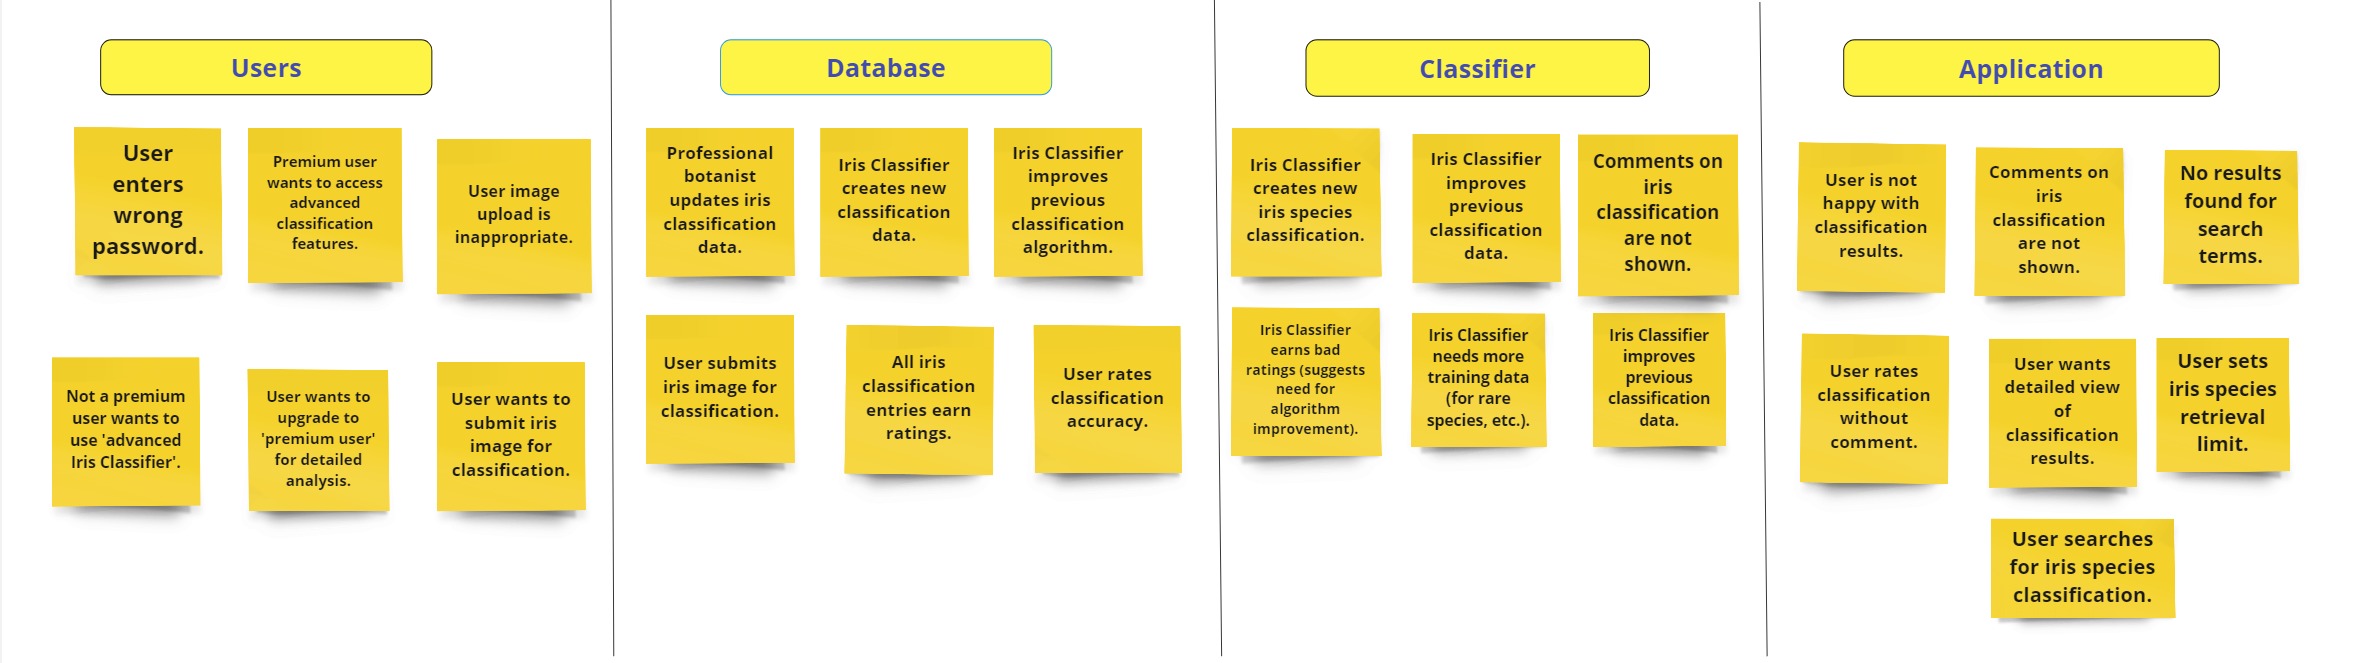 Users
User
enters
wrong
password.
Premium user
wants to access
advanced
classification
features.
User image
upload is
inappropriate.
Not a premium
user wants to
use 'advanced
Iris Classifier'.
User wants to
upgrade to
'premium user'
for detailed
analysis.
User wants to
submit iris
image for
classification.
Database
Professional
botanist
updates iris
classification
data.
Iris Classifier
creates new
classification
data.
Iris Classifier
improves
previous
classification
algorithm.
User submits
iris image for
classification.
All iris
classification
entries earn
ratings.
User rates
classification
accuracy.
Classifier
Iris Classifier
creates new
iris species
classification.
Iris Classifier
improves
previous
classification
data.
Comments on
iris
classification
are not
shown.
Iris Classifier
earns bad
ratings (suggests
need for
algorithm
improvement).
Iris Classifier
needs more
training data
(for rare
species, etc.).
Iris Classifier
improves
previous
classification
data.
Application
User is not
happy with
classification
results.
Comments on
iris
classification
are not
shown.
No results
found for
search
terms.
User rates
classification
without
comment.
User wants
detailed view
of
classification
results.
User sets
iris species
retrieval
limit.
User searches
for iris species
classification.